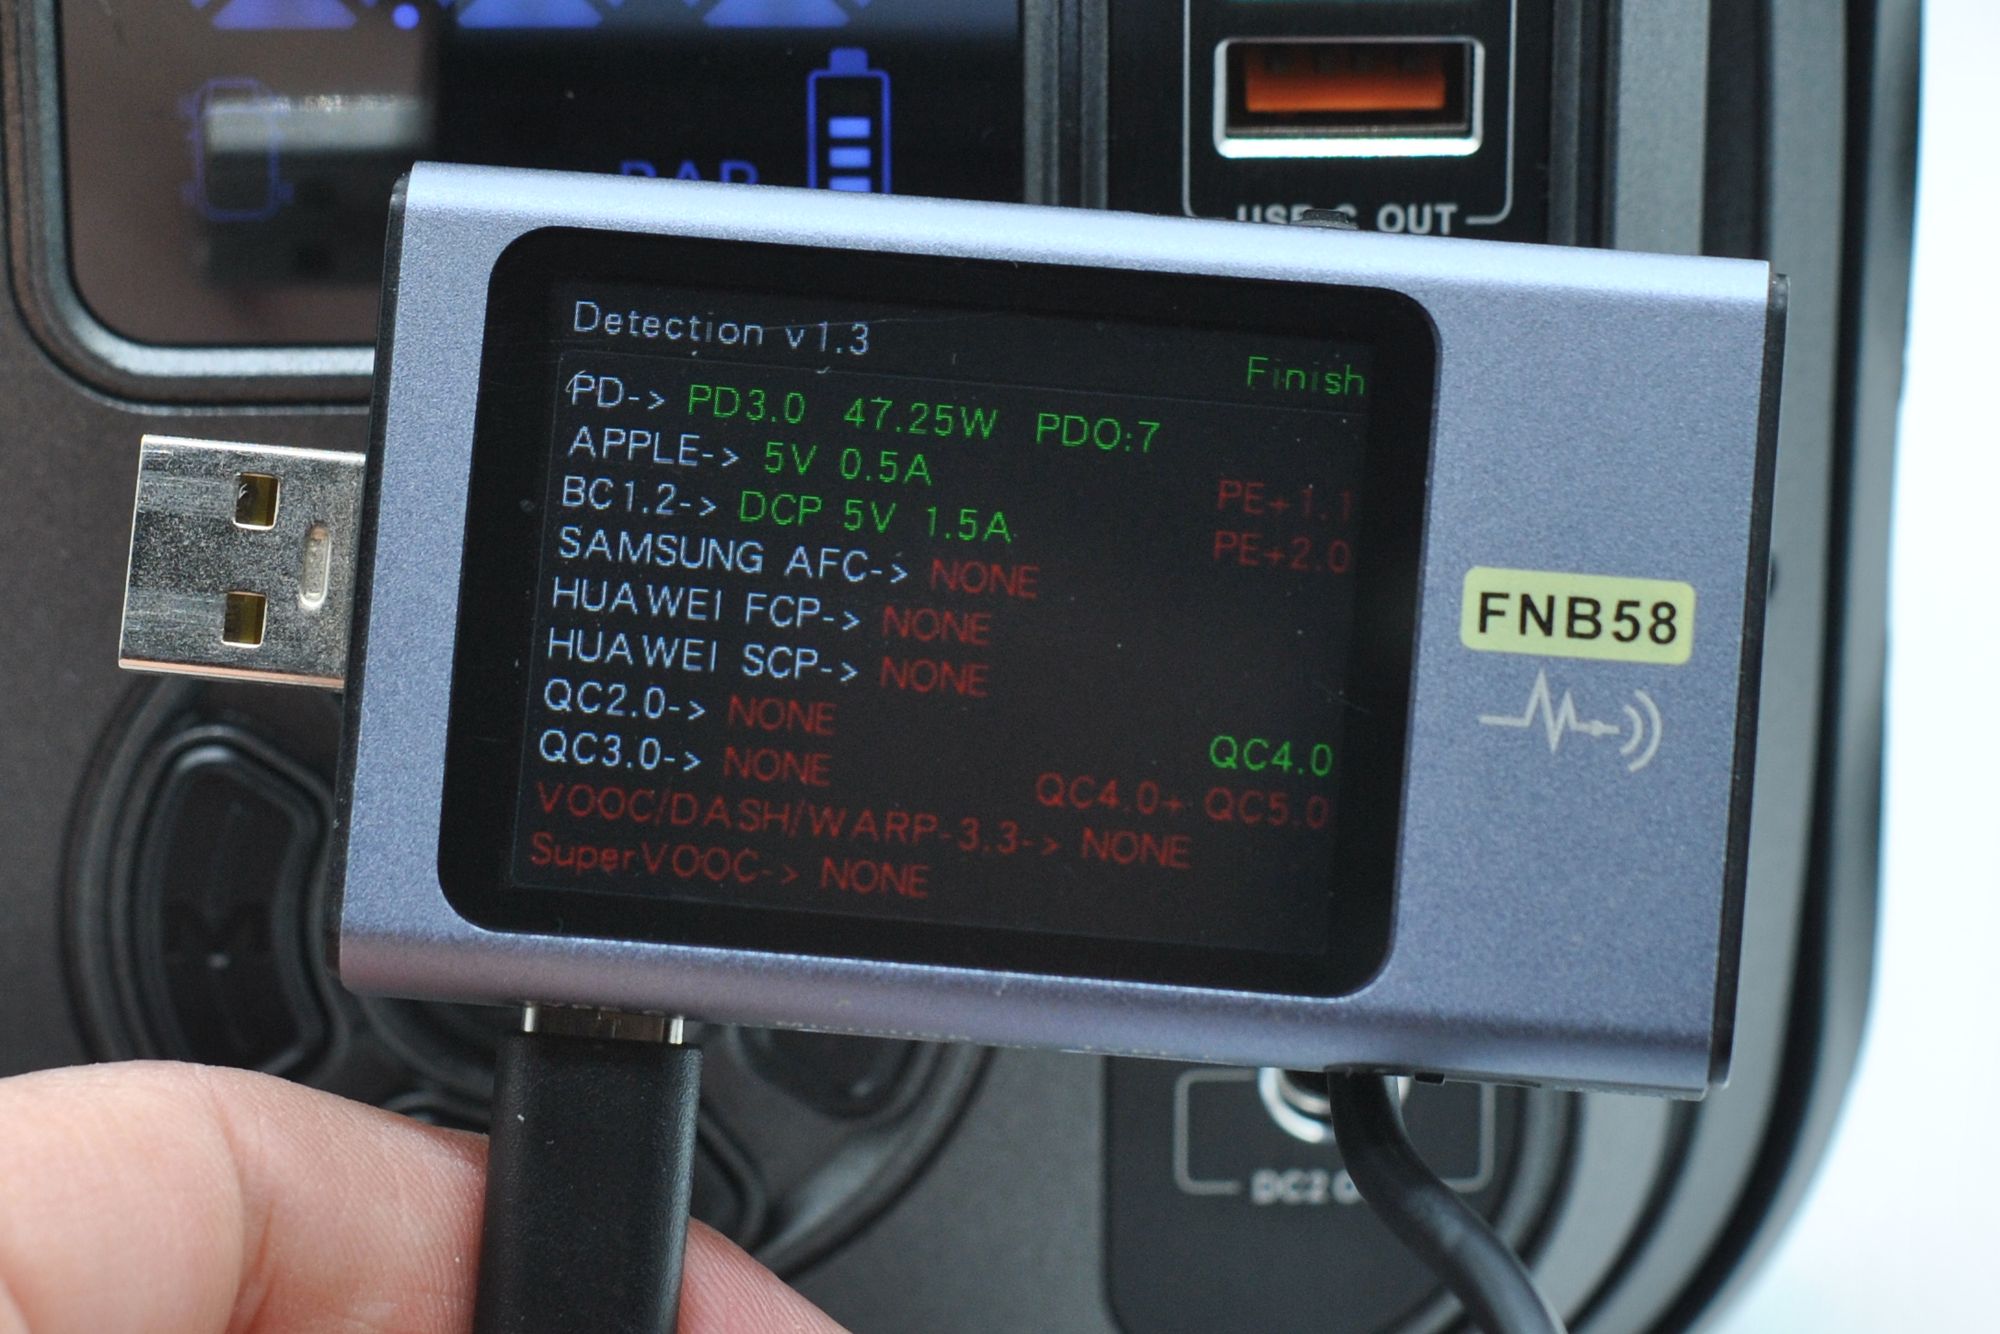 BAR
USB-C OUT
Detection v1.3
Finish
PD-> PD3.0 47.25W PDO:7
APPLE-> 5V 0.5A
PE+1.1
BC1.2-> DCP 5V 1.5A
PE+2.0
SAMSUNG AFC-> NONE
HUAWEI FCP-> NONE
HUAWEI SCP-> NONE
QC2.0-> NONE
QC4.0
QC3.0-> NONE
QC4.0+ QC5.0
VOOC/DASH/WARP-3.3-> NONE
SuperVOOC-> NONE
FNB58
DC2